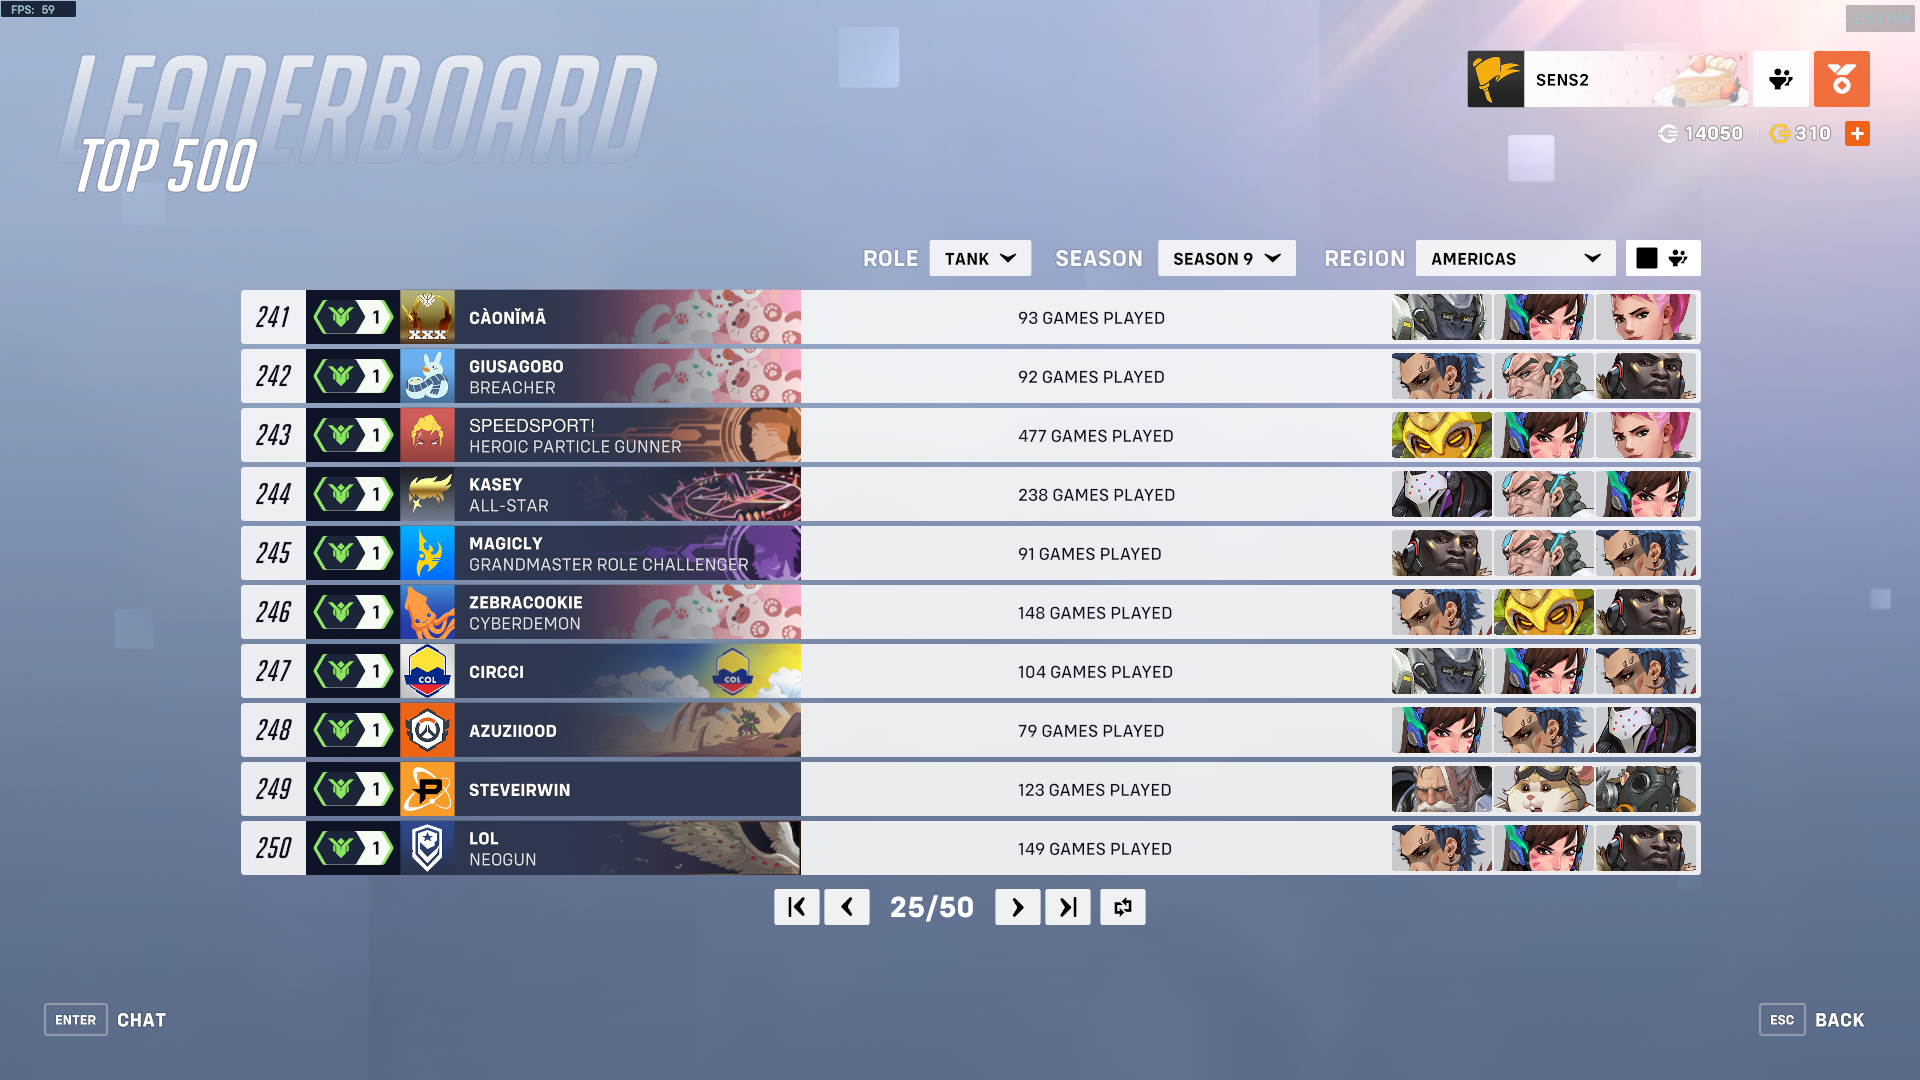 FPS: 59
LEADERBOARD
TOP 500
SENS2
14050
310
ROLE TANK SEASON SEASON 9 REGION AMERICAS
241 1 XXX CÀONĬMĀ 93 GAMES PLAYED
242 1 GIUSAGOBO 92 GAMES PLAYED
BREACHER
243 1 SPEEDSPORT! 477 GAMES PLAYED
HEROIC PARTICLE GUNNER
244 1 KASEY 238 GAMES PLAYED
ALL-STAR
245 1 MAGICLY 91 GAMES PLAYED
GRANDMASTER ROLE CHALLENGER
246 1 ZEBRACOOKIE 148 GAMES PLAYED
CYBERDEMON
247 1 COL CIRCCI COL 104 GAMES PLAYED
248 1 AZUZIIOOD 79 GAMES PLAYED
249 1 P STEVEIRWIN 123 GAMES PLAYED
250 1 LOL 149 GAMES PLAYED
NEOGUN
25/50
ENTER CHAT
ESC BACK